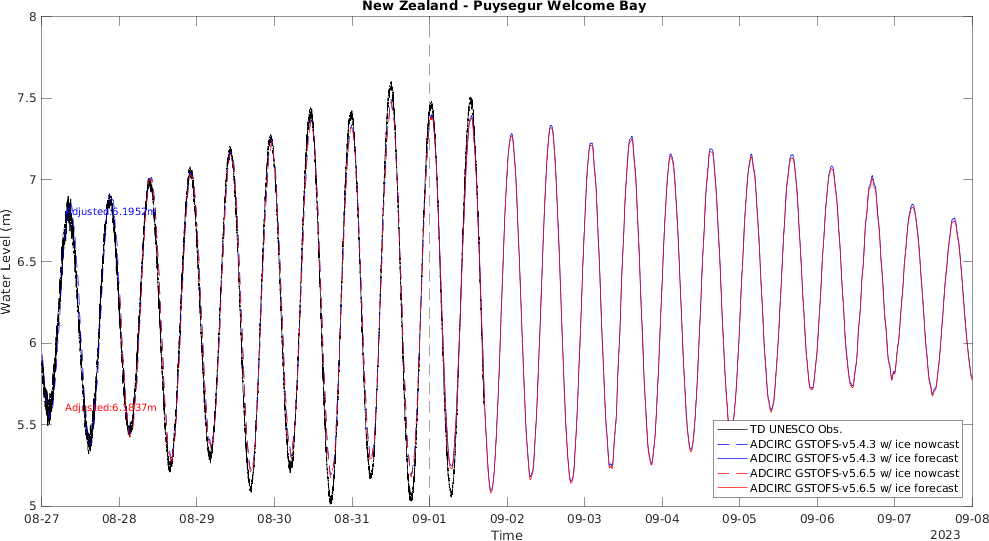 New Zealand - Puysegur Welcome Bay
8
7.5
7
6.5
6
5.5
5
Water Level (m)
Adjusted:6.1952m
Adjusted:6.1837m
TD UNESCO Obs.
ADCIRC GSTOFS-v5.4.3 w/ ice nowcast
ADCIRC GSTOFS-v5.4.3 w/ ice forecast
ADCIRC GSTOFS-v5.6.5 w/ ice nowcast
ADCIRC GSTOFS-v5.6.5 w/ ice forecast
08-27 08-28 08-29 08-30 08-31 09-01 09-02 09-03 09-04 09-05 09-06 09-07 09-08
Time
2023